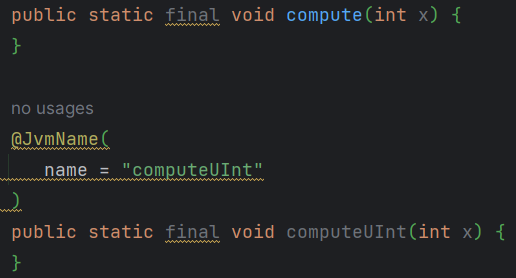 public static final void compute(int x) {
}
no usages
@JvmName(
name = "computeUInt"
)
public static final void computeUInt(int x) {
}